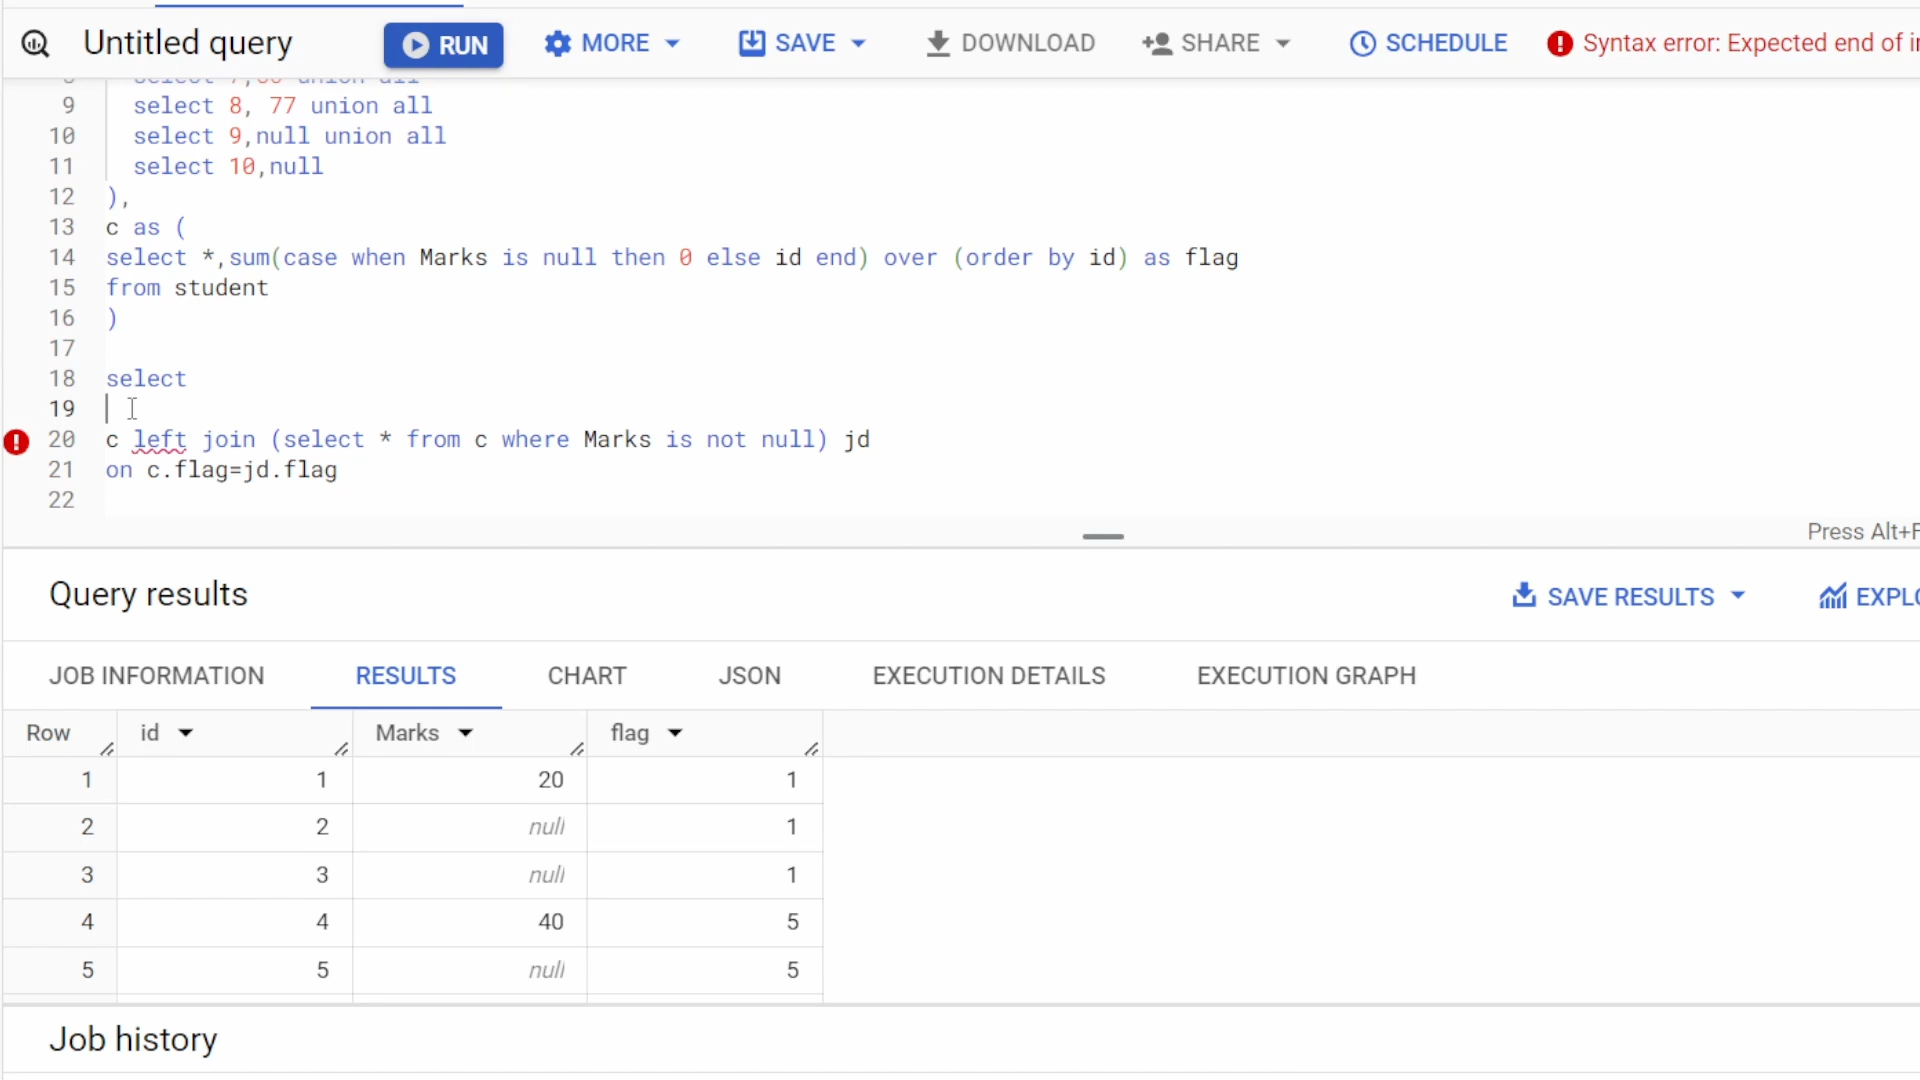 Untitled query RUN MORE SAVE DOWNLOAD SHARE SCHEDULE Syntax error: Expected end of
9 select 8, 77 union all
10 select 9,null union all
11 select 10,null
12 ),
13 c as (
14 select *,sum(case when Marks is null then 0 else id end) over (order by id) as flag
15 from student
16 )
17
18 select
19
20 c left join (select * from c where Marks is not null) jd
21 on c.flag=jd.flag
22
Press Alt+F
Query results SAVE RESULTS EXPLO
JOB INFORMATION RESULTS CHART JSON EXECUTION DETAILS EXECUTION GRAPH
Row id Marks flag
1 1 20 1
2 2 null 1
3 3 null 1
4 4 40 5
5 5 null 5
Job history